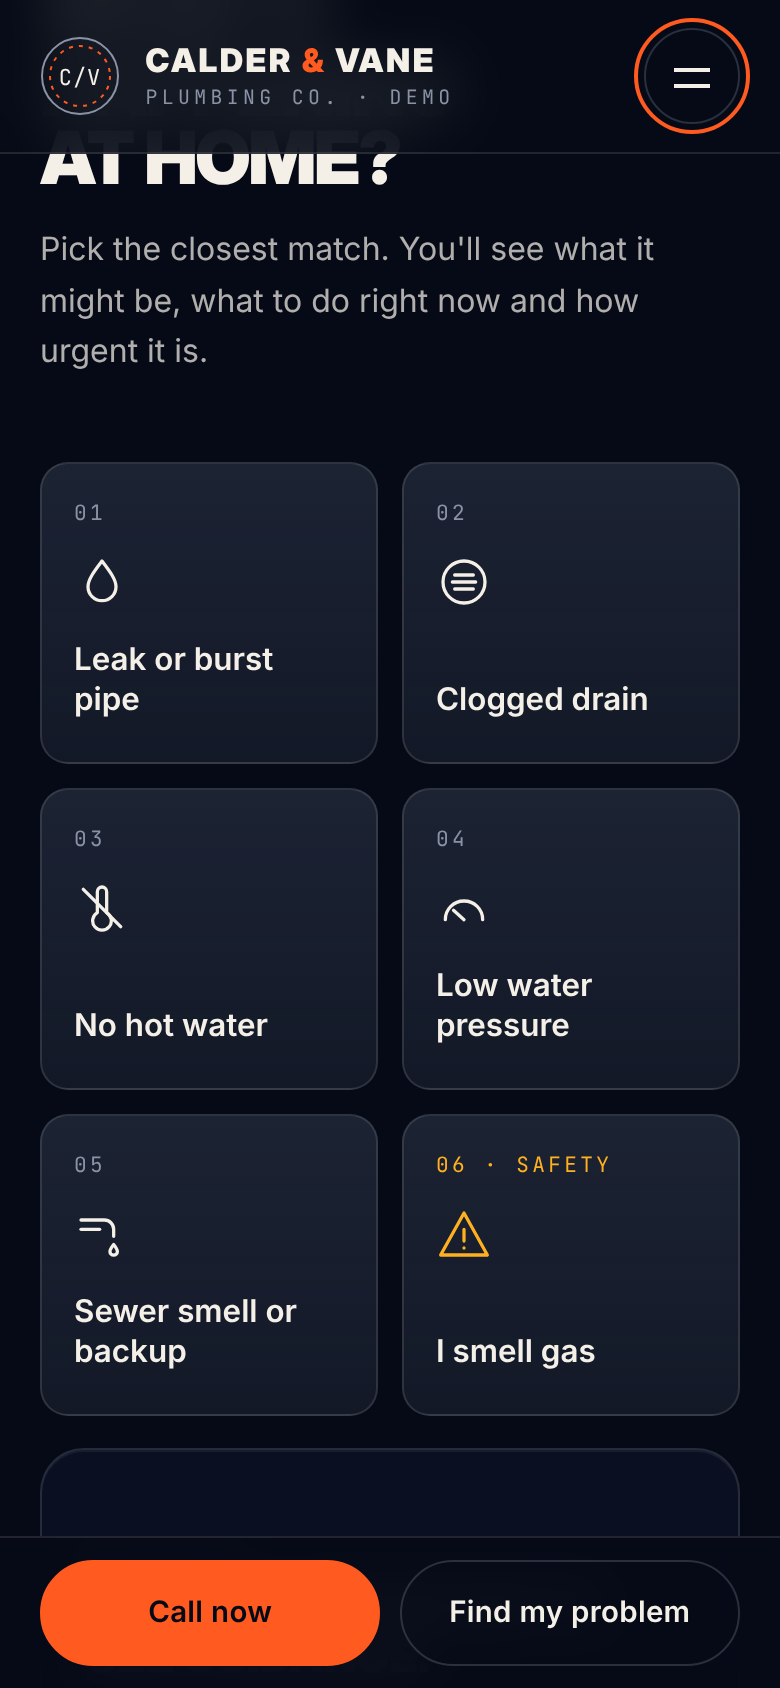 C/V
CALDER & VANE
PLUMBING CO. · DEMO
AT HOME?
Pick the closest match. You'll see what it
might be, what to do right now and how
urgent it is.
01
02
Leak or burst
pipe
Clogged drain
03
04
No hot water
Low water
pressure
05
06 · SAFETY
Sewer smell or
backup
I smell gas
Call now
Find my problem